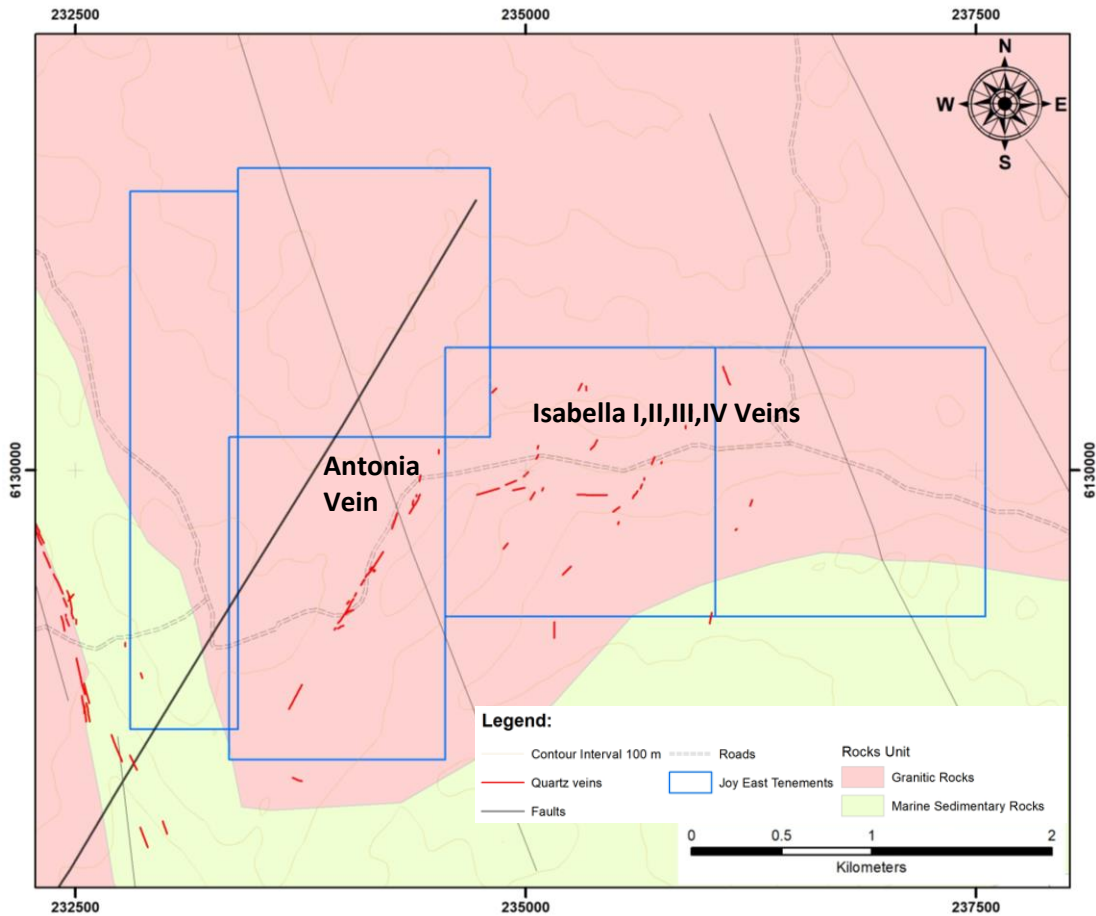 232500
235000
237500
N
W
E
S
Isabella I,II,III,IV Veins
Antonia
Vein
6130000
6130000
Legend:
Contour Interval 100 m
Roads
Rocks Unit
Quartz veins
Joy East Tenements
Granitic Rocks
Faults
Marine Sedimentary Rocks
0
0.5
1
2
Kilometers
232500
235000
237500